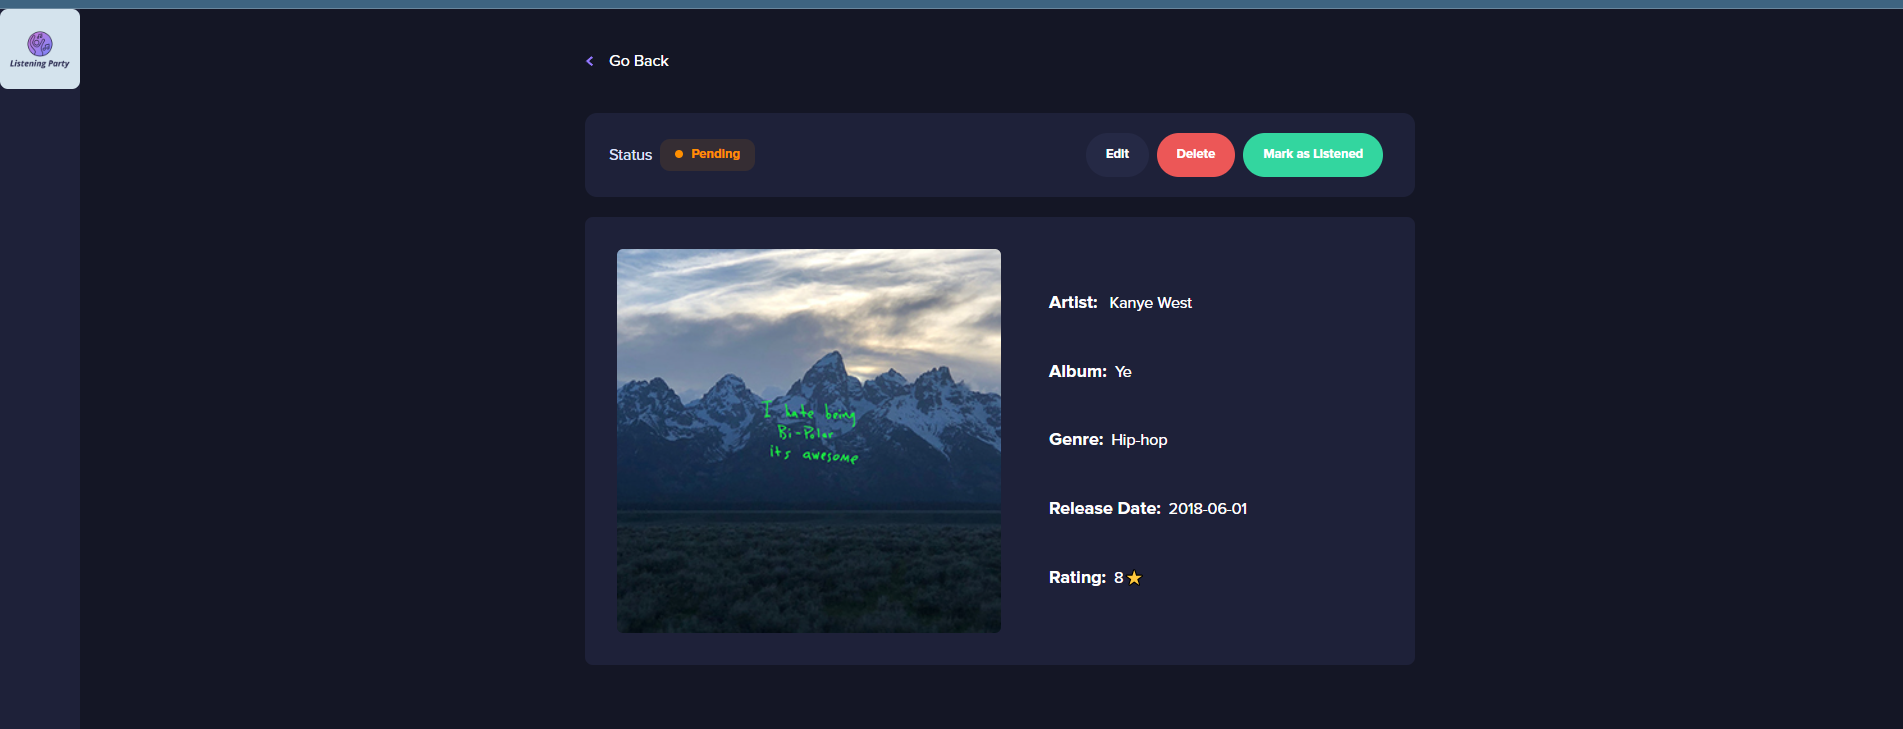 Listening Party
Go Back
Status Pending Edit Delete Mark as Listened
I hate being
Bi-Polar
its awesome
Artist: Kanye West
Album: Ye
Genre: Hip-hop
Release Date: 2018-06-01
Rating: 8